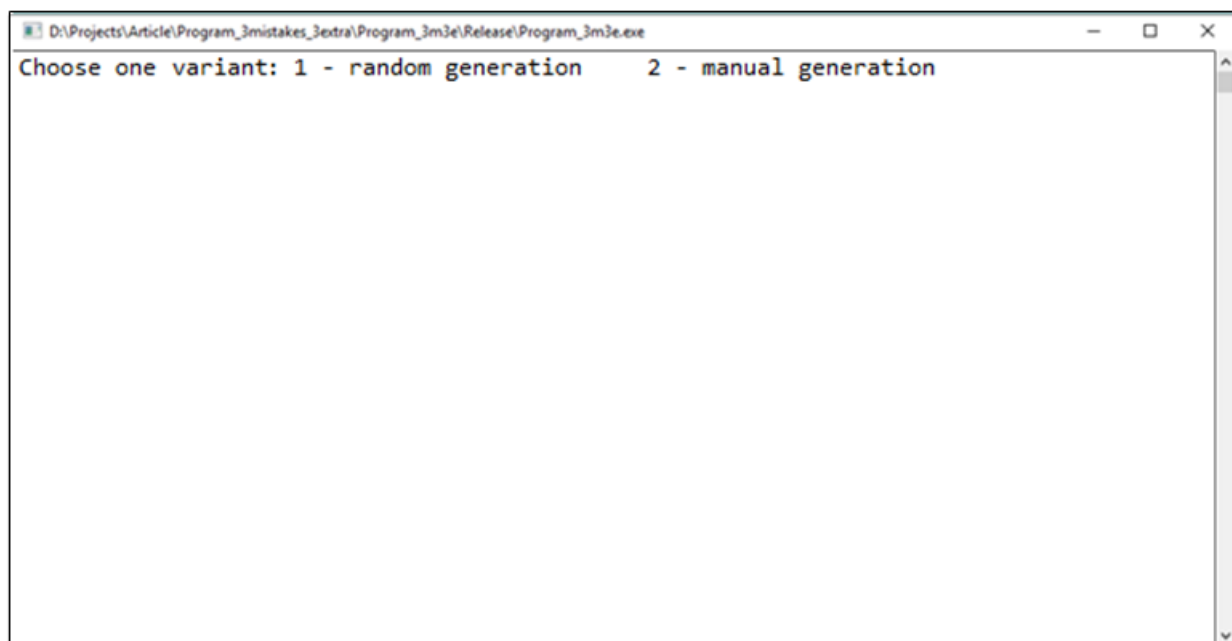 D:\Projects\Article\Program_3mistakes_3extra\Program_3m3e\Release\Program_3m3e.exe
Choose one variant: 1 - random generation    2 - manual generation